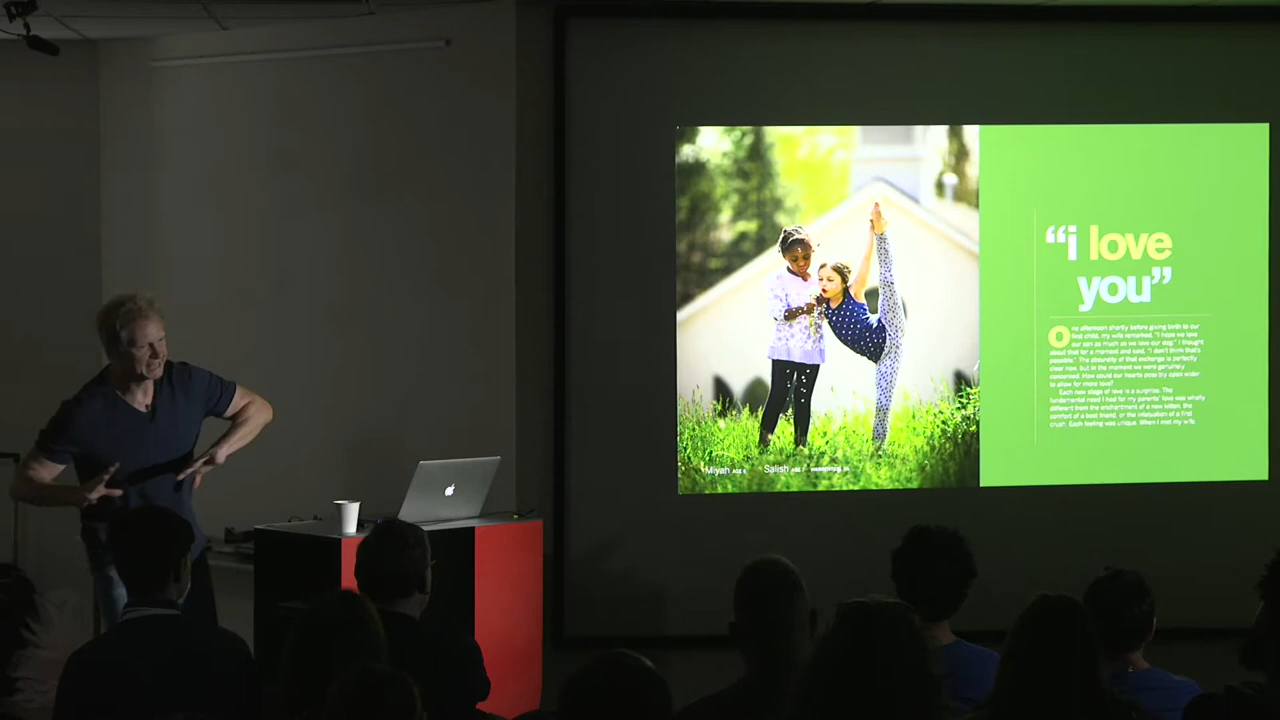 “i love
you”
One afternoon shortly before giving birth to our
first child, my wife remarked, "I hope we love
our son as much as we love our dog." I thought
about that for a moment and said, "I don't think that's
possible." The absurdity of that exchange is perfectly
clear now, but in the moment we were genuinely
concerned. How could our hearts possibly open wider
to allow for more love?
Each new stage of love is a surprise. The
fundamental need I had for my parents' love was wholly
different from the enchantment of a new kitten, the
comfort of a best friend, or the infatuation of a first
crush. Each feeling was unique. When I met my wife
Miyah AGE 6 Salish AGE 7